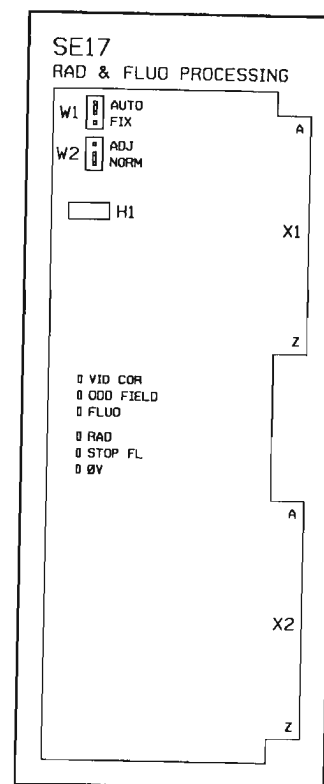 SE17
RAD & FLUO PROCESSING
W1 AUTO
FIX
W2 ADJ
NORM
H1
A
X1
Z
VID COR
ODD FIELD
FLUO
RAD
STOP FL
ØV
A
X2
Z